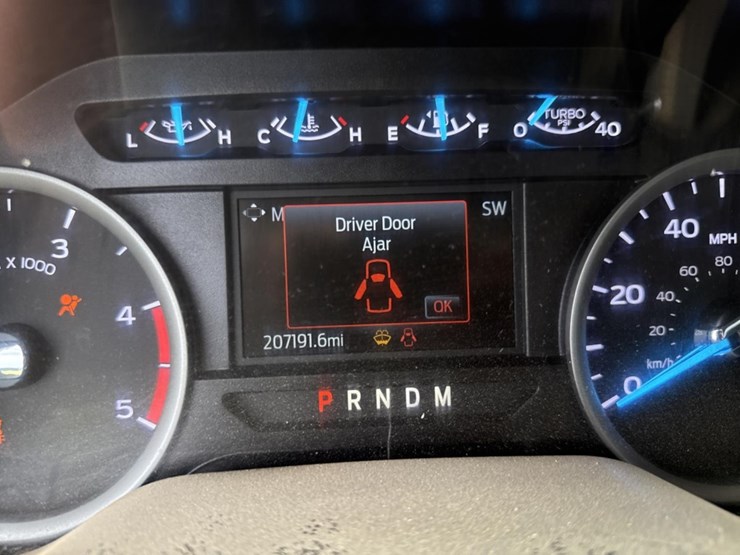 L H C H E F 0 TURBO 40
PSI
M SW
Driver Door
Ajar
OK
207191.6mi
P R N D M
3
X 1000
4
5
40
MPH
80
60
20 40
20
km/h
0